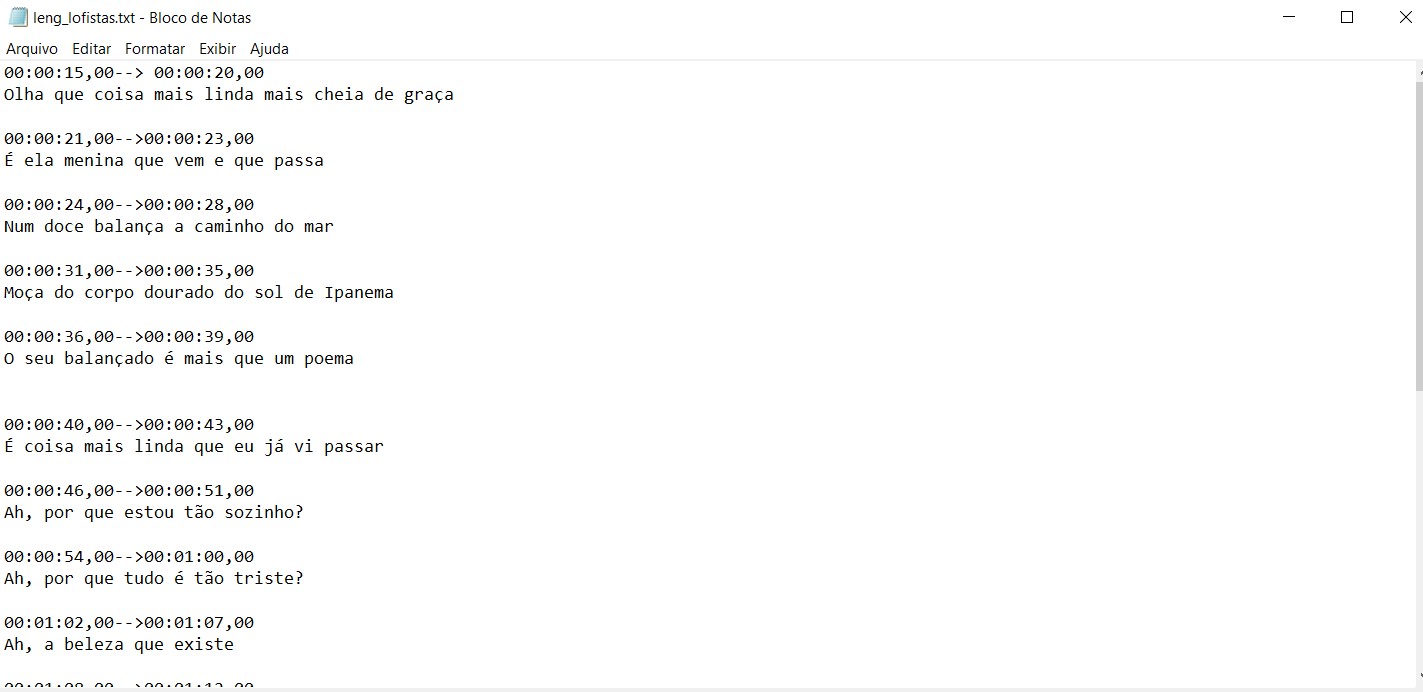 leng_lofistas.txt - Bloco de Notas
Arquivo Editar Formatar Exibir Ajuda
00:00:15,00--> 00:00:20,00
Olha que coisa mais linda mais cheia de graça
00:00:21,00-->00:00:23,00
É ela menina que vem e que passa
00:00:24,00-->00:00:28,00
Num doce balança a caminho do mar
00:00:31,00-->00:00:35,00
Moça do corpo dourado do sol de Ipanema
00:00:36,00-->00:00:39,00
O seu balançado é mais que um poema
00:00:40,00-->00:00:43,00
É coisa mais linda que eu já vi passar
00:00:46,00-->00:00:51,00
Ah, por que estou tão sozinho?
00:00:54,00-->00:01:00,00
Ah, por que tudo é tão triste?
00:01:02,00-->00:01:07,00
Ah, a beleza que existe